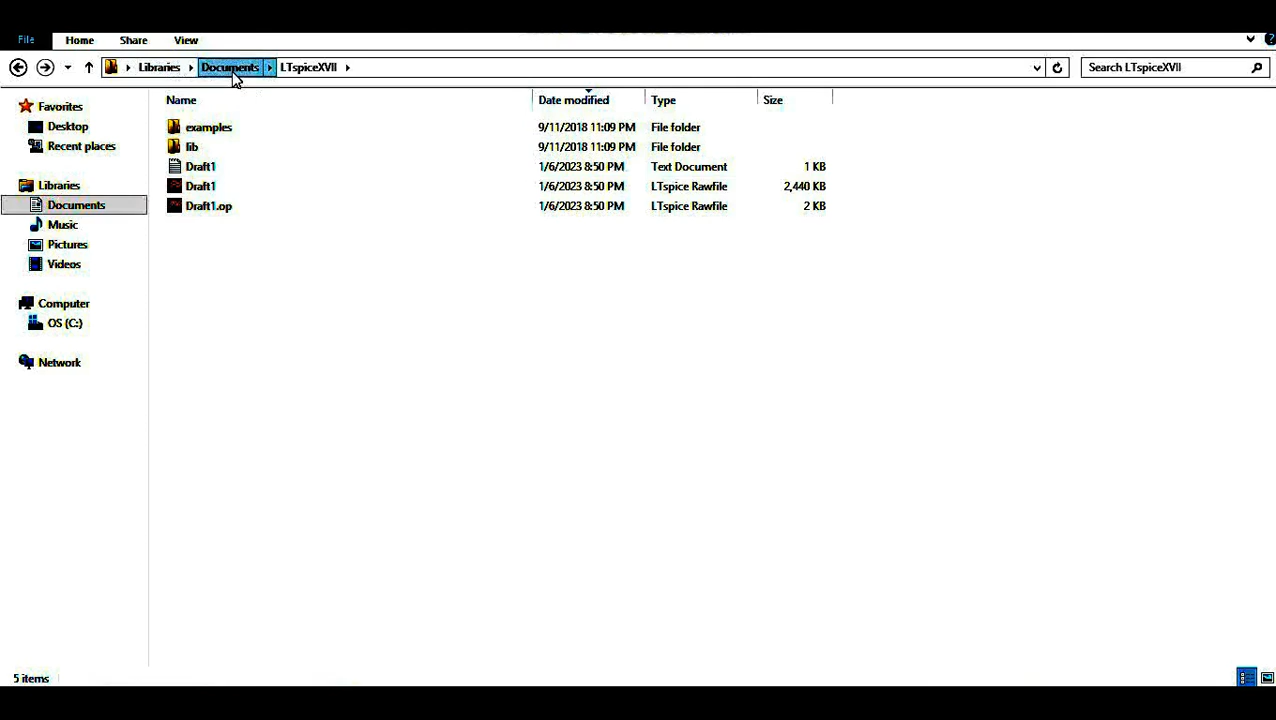 File Home Share View
Libraries Documents LTspiceXVII Search LTspiceXVII
Favorites
Desktop
Recent places
Libraries
Documents
Music
Pictures
Videos
Computer
OS (C:)
Network
Name Date modified Type Size
examples 9/11/2018 11:09 PM File folder
lib 9/11/2018 11:09 PM File folder
Draft1 1/6/2023 8:50 PM Text Document 1 KB
Draft1 1/6/2023 8:50 PM LTspice Rawfile 2,440 KB
Draft1.op 1/6/2023 8:50 PM LTspice Rawfile 2 KB
5 items